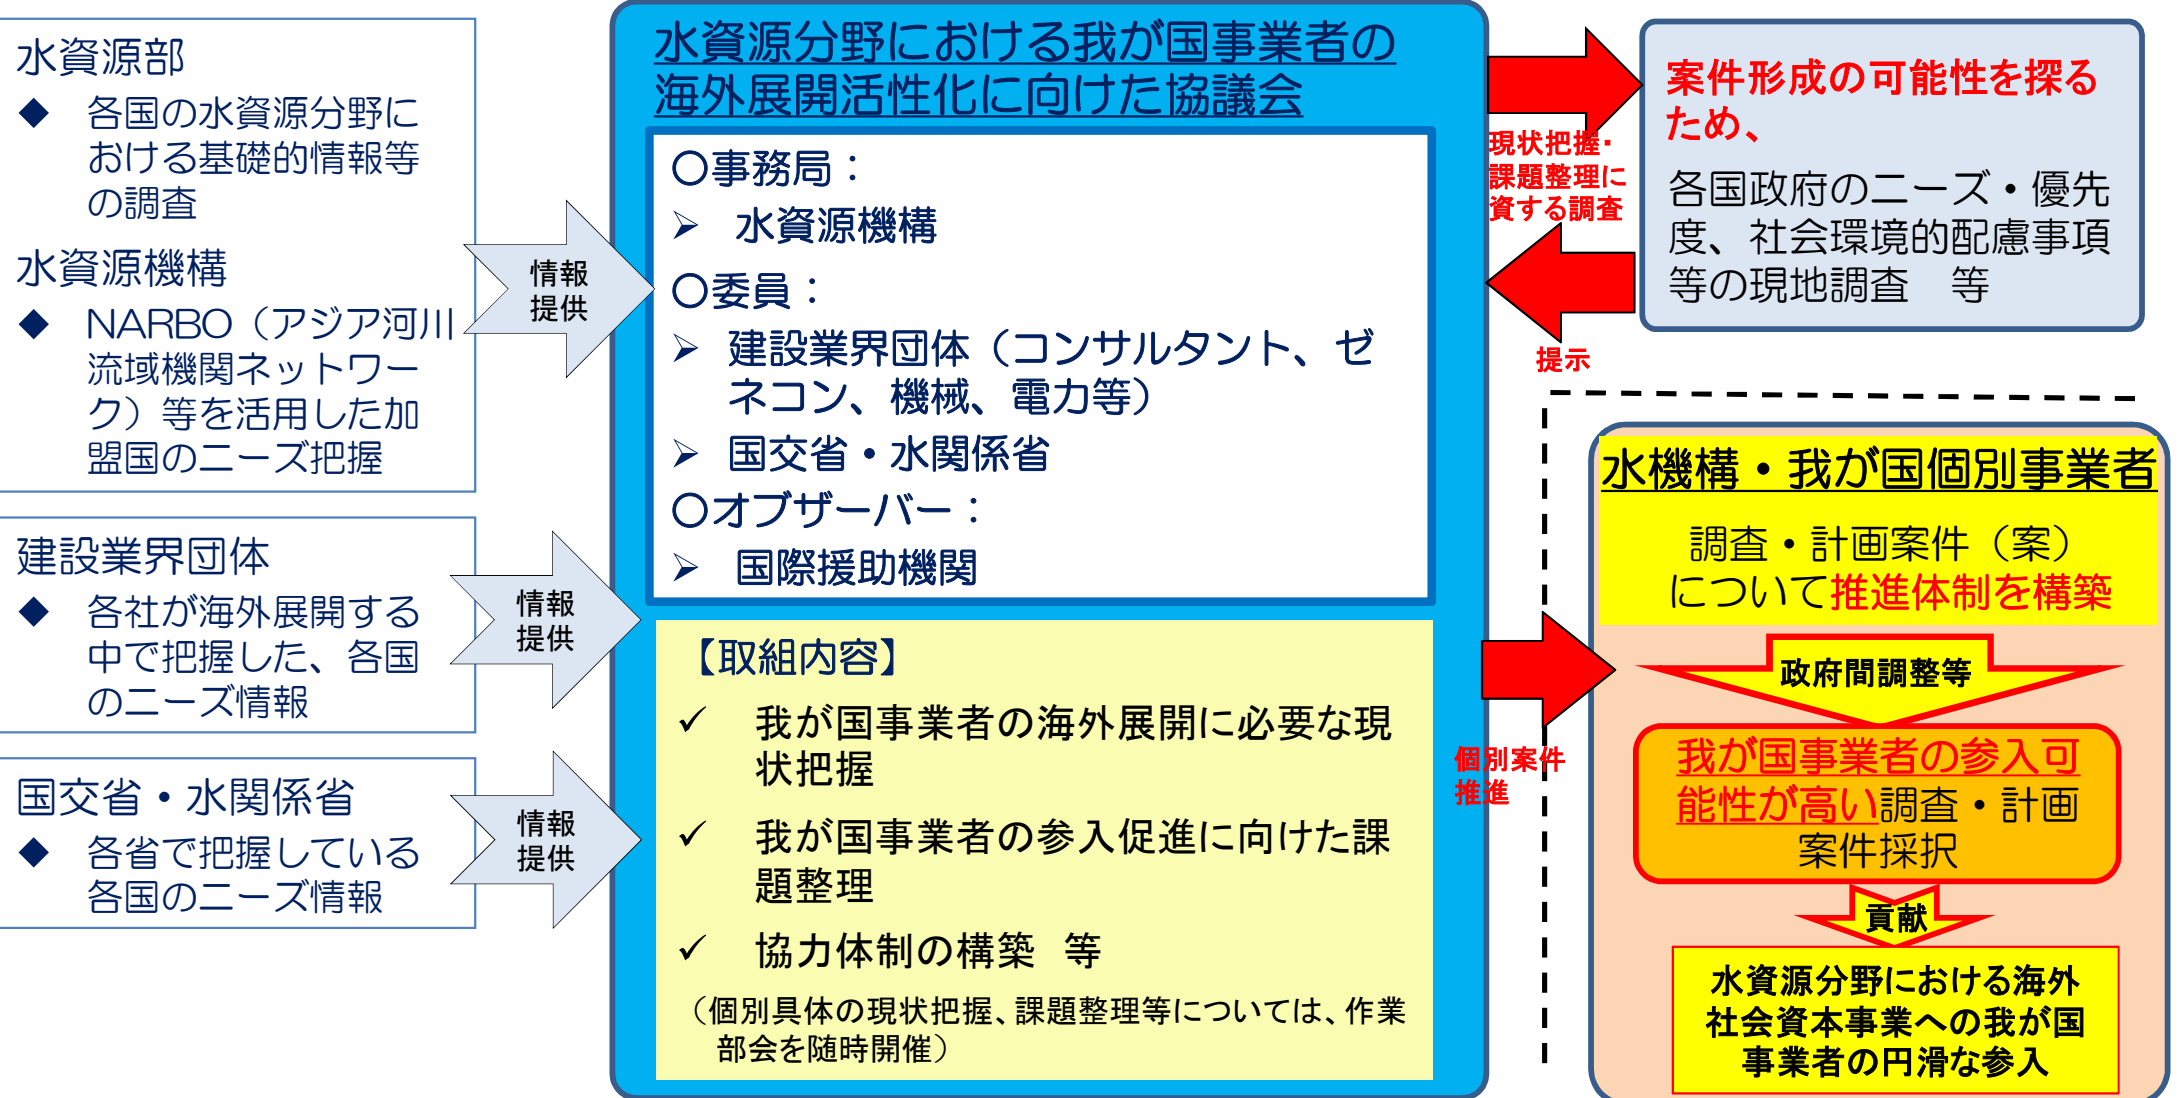 水資源部
◆ 各国の水資源分野に
おける基礎的情報等
の調査
水資源機構
◆ NARBO（アジア河川
流域機関ネットワー
ク）等を活用した加
盟国のニーズ把握
情報
提供
建設業界団体
◆ 各社が海外展開する
中で把握した、各国
のニーズ情報
情報
提供
国交省・水関係省
◆ 各省で把握している
各国のニーズ情報
情報
提供
水資源分野における我が国事業者の
海外展開活性化に向けた協議会
〇事務局：
➢ 水資源機構
〇委員：
➢ 建設業界団体（コンサルタント、ゼ
ネコン、機械、電力等）
➢ 国交省・水関係省
〇オブザーバー：
➢ 国際援助機関
【取組内容】
✓ 我が国事業者の海外展開に必要な現
状把握
✓ 我が国事業者の参入促進に向けた課
題整理
✓ 協力体制の構築 等
（個別具体の現状把握、課題整理等については、作業
部会を随時開催）
現状把握・
課題整理に
資する調査
提示
案件形成の可能性を探る
ため、
各国政府のニーズ・優先
度、社会環境的配慮事項
等の現地調査 等
個別案件
推進
水機構・我が国個別事業者
調査・計画案件（案）
について推進体制を構築
政府間調整等
我が国事業者の参入可
能性が高い調査・計画
案件採択
貢献
水資源分野における海外
社会資本事業への我が国
事業者の円滑な参入